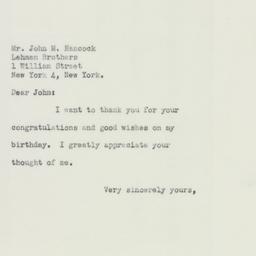 Mr. John M. Hancock
Lehman Brothers
1 William Street
New York 4, New York.
Dear John:
I want to thank you for your
congratulations and good wishes on my
birthday. I greatly appreciate your
thought of me.
Very sincerely yours,